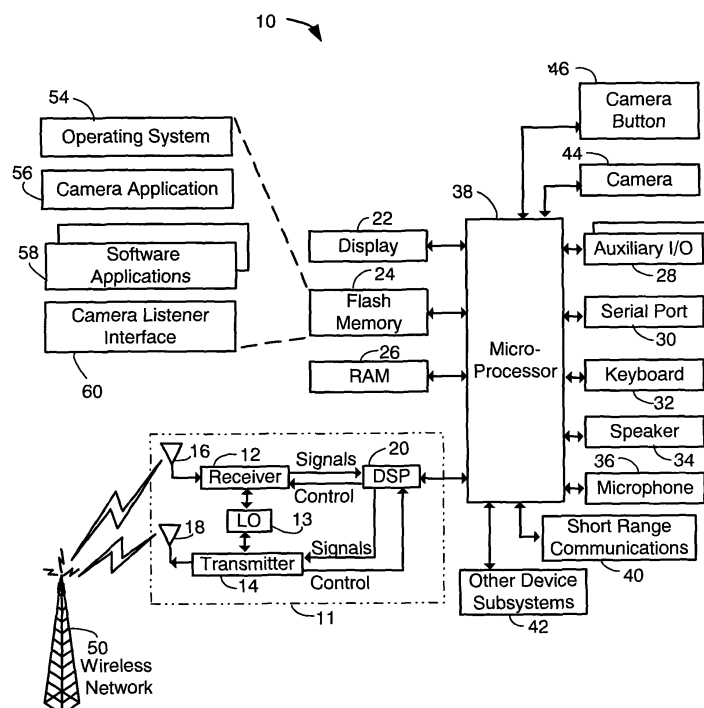 10
54
Operating System
56
Camera Application
58
Software
Applications
Camera Listener
Interface
60
22
Display
24
Flash
Memory
26
RAM
38
Micro-
Processor
46
Camera
Button
44
Camera
Auxiliary I/O
28
Serial Port
30
Keyboard
32
Speaker
34
36
Microphone
Short Range
Communications
40
Other Device
Subsystems
42
16
12
Receiver
Signals
Control
20
DSP
18
LO
13
Transmitter
14
Signals
Control
11
50
Wireless
Network